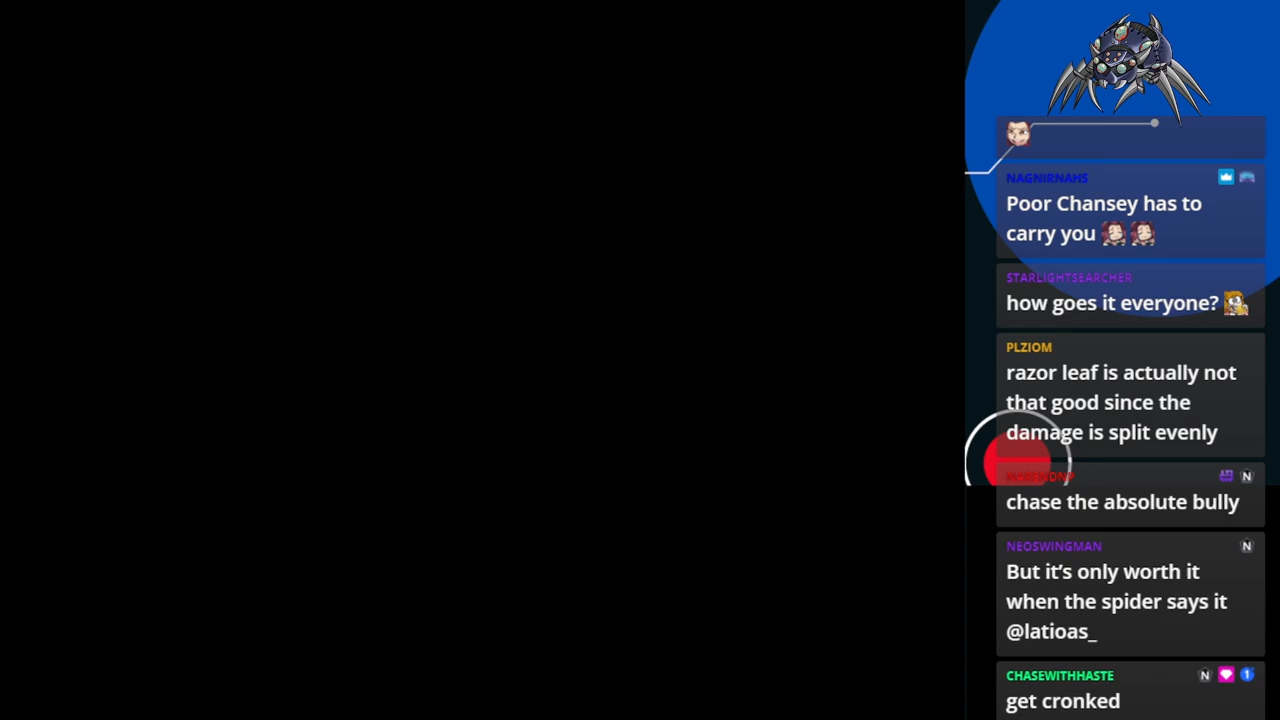 NAGNIRNAHS
Poor Chansey has to
carry you
STARLIGHTSEARCHER
how goes it everyone?
PLZIOM
razor leaf is actually not
that good since the
damage is split evenly
chase the absolute bully
NEOSWINGMAN
But it's only worth it
when the spider says it
@latioas_
CHASEWITHHASTE
get cronked